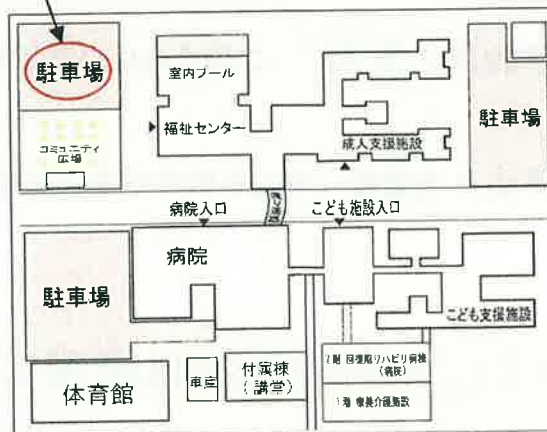 駐車場
室内プール
福祉センター
コミュニティ
広場
成人支援施設
駐車場
病院入口
渡り廊下
こども施設入口
病院
駐車場
こども支援施設
体育館
車庫
付属棟
(講堂)
2階 回復期リハビリ病棟
(病院)
1階 療養介護施設